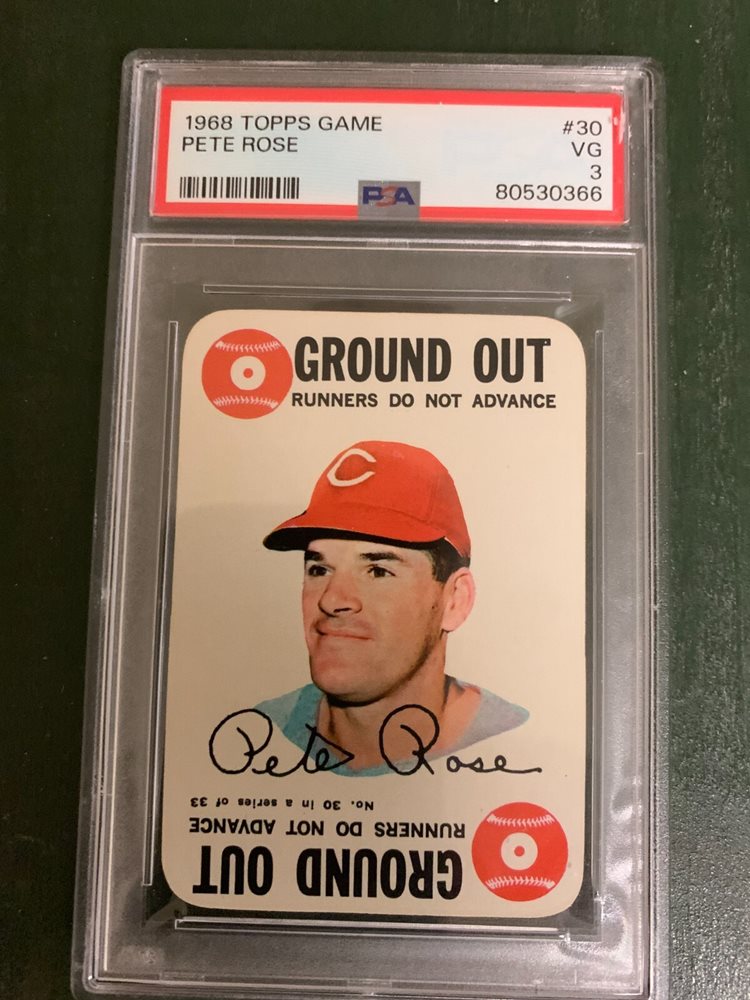 1968 TOPPS GAME #30
PETE ROSE VG
3
80530366
PSA
GROUND OUT
RUNNERS DO NOT ADVANCE
C
Pete Rose
No. 30 in a series of 33
RUNNERS DO NOT ADVANCE
GROUND OUT